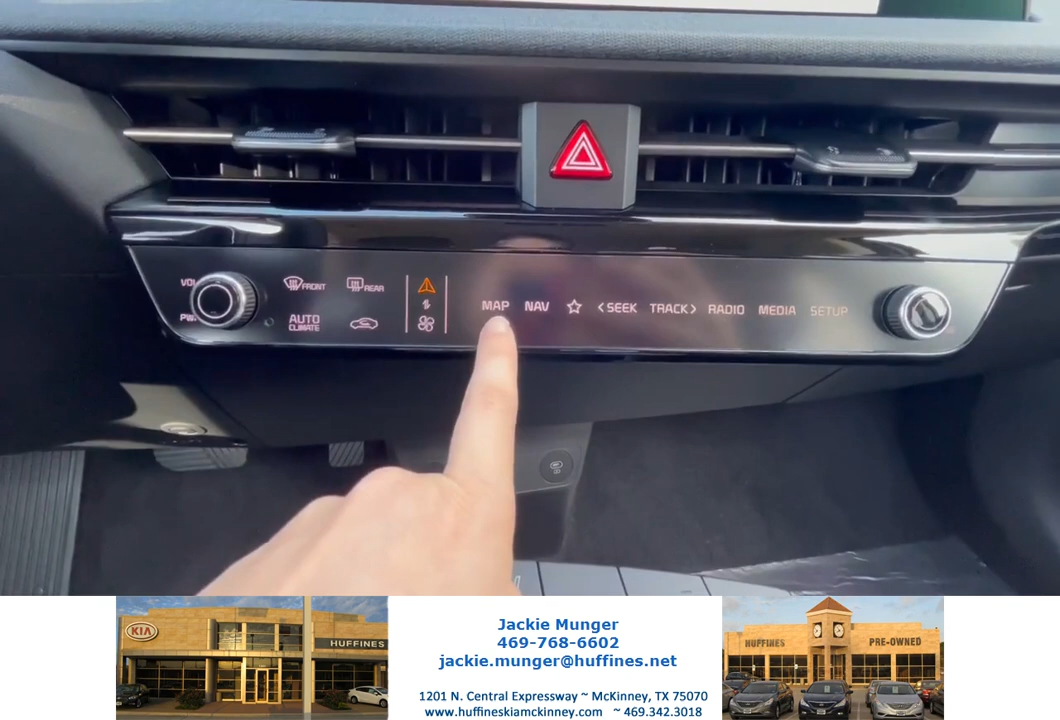 VOL
PWR
FRONT
REAR
AUTO
CLIMATE
MAP NAV ☆ <SEEK TRACK> RADIO MEDIA SETUP
KIA
HUFFINES
Jackie Munger
469-768-6602
jackie.munger@huffines.net
1201 N. Central Expressway ~ McKinney, TX 75070
www.huffineskiamckinney.com ~ 469.342.3018
HUFFINES
PRE-OWNED